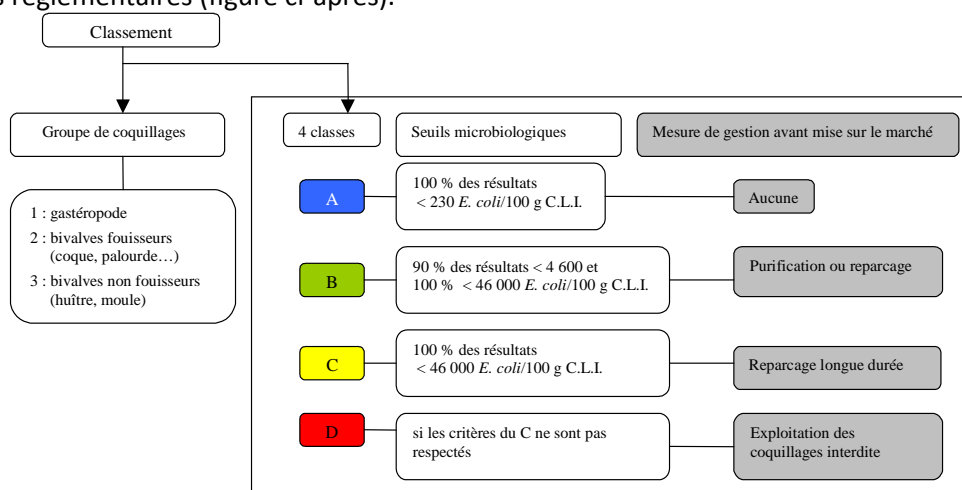 s réglementaires (figure ci-après).
Classement
Groupe de coquillages
1 : gastéropode
2 : bivalves fouisseurs
(coque, palourde…)
3 : bivalves non fouisseurs
(huître, moule)
4 classes
Seuils microbiologiques
Mesure de gestion avant mise sur le marché
A
100 % des résultats
< 230 E. coli/100 g C.L.I.
Aucune
B
90 % des résultats < 4 600 et
100 % < 46 000 E. coli/100 g C.L.I.
Purification ou reparcage
C
100 % des résultats
< 46 000 E. coli/100 g C.L.I.
Reparcage longue durée
D
si les critères du C ne sont pas
respectés
Exploitation des
coquillages interdite